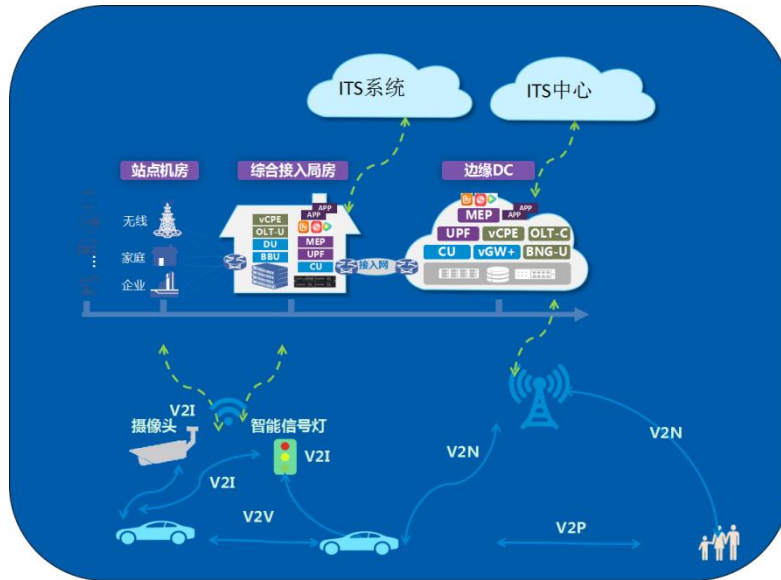 ITS系统
ITS中心
站点机房
综合接入局房
边缘DC
无线
家庭
...
企业
vCPE
OLT-U
DU
BBU
APP
APP
MEP
UPF
CU
接入网
MEP
APP
APP
UPF
vCPE
OLT-C
CU
vGW+
BNG-U
V2I
摄像头
智能信号灯
V2I
V2I
V2N
V2N
V2V
V2P